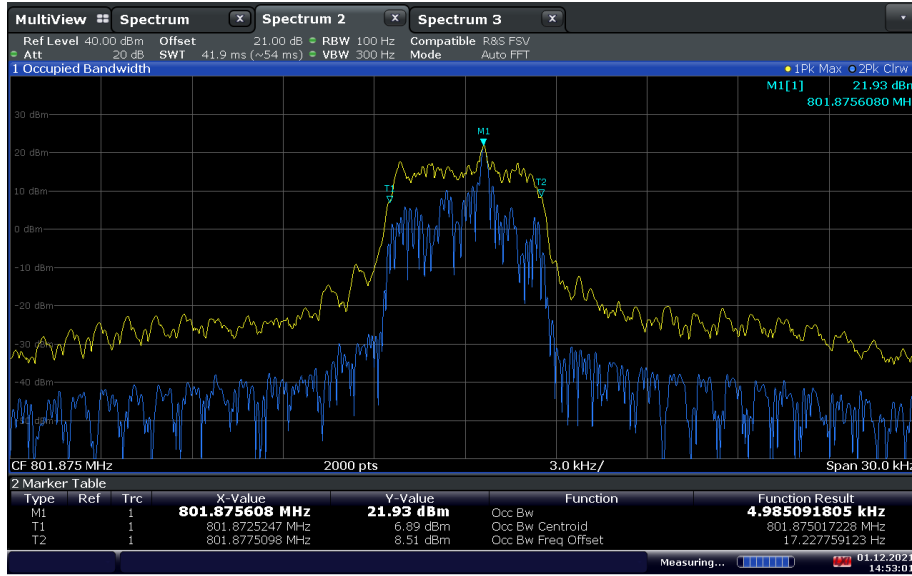 MultiView Spectrum X Spectrum 2 X Spectrum 3 X
Ref Level 40.00 dBm Offset 21.00 dB RBW 100 Hz Compatible R&S FSV
Att 20 dB SWT 41.9 ms (~54 ms) VBW 300 Hz Mode Auto FFT
1 Occupied Bandwidth 1Pk Max 2Pk Clrw
M1[1] 21.93 dBm
801.8756080 MHz
30 dBm
M1
20 dBm
T1 T2
10 dBm
0 dBm
-10 dBm
-20 dBm
-30 dBm
-40 dBm
-50 dBm
CF 801.875 MHz 2000 pts 3.0 kHz/ Span 30.0 kHz
2 Marker Table
Type Ref Trc X-Value Y-Value Function Function Result
M1 1 801.875608 MHz 21.93 dBm Occ Bw 4.985091805 kHz
T1 1 801.8725247 MHz 6.89 dBm Occ Bw Centroid 801.875017228 MHz
T2 1 801.8775098 MHz 8.51 dBm Occ Bw Freq Offset 17.227759123 Hz
Measuring... 01.12.2021
14:53:01